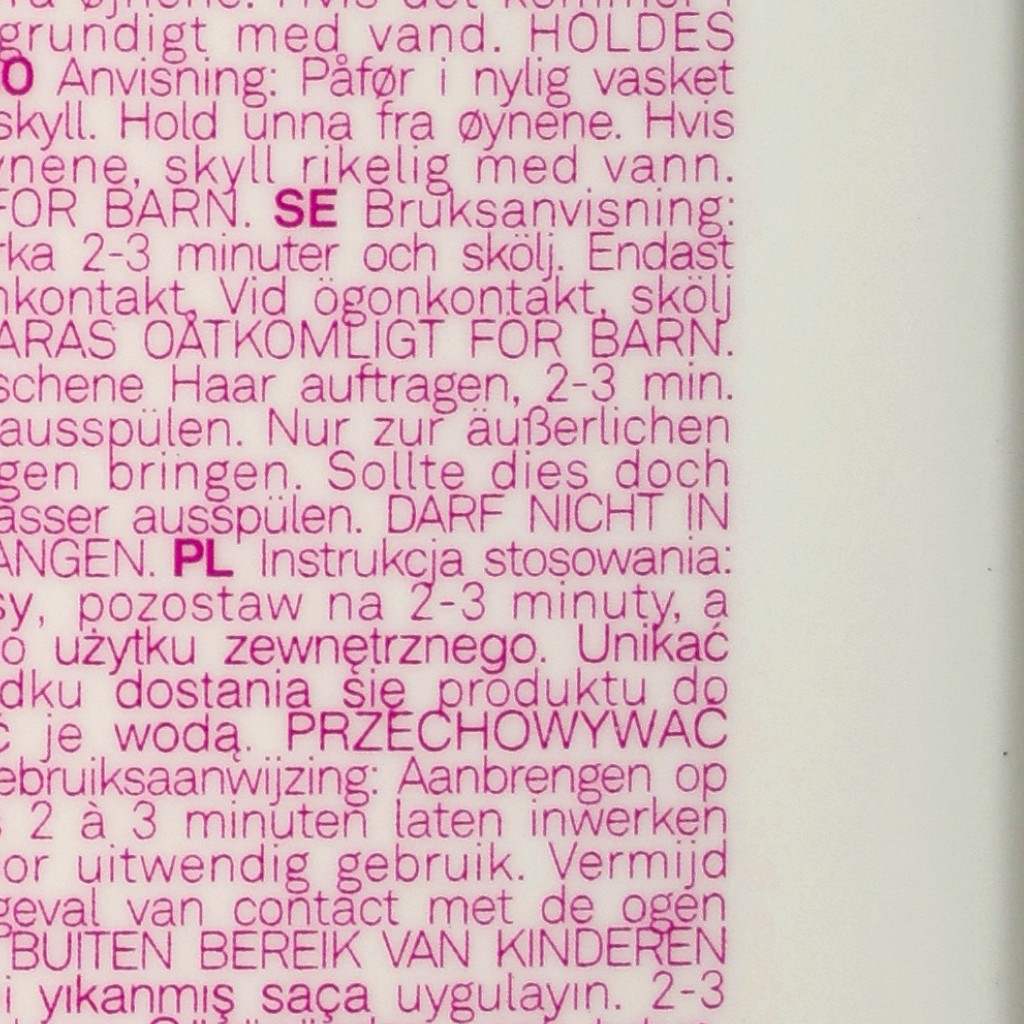 grundigt med vand. HOLDES
O Anvisning: Påfør i nylig vasket
skyll. Hold unna fra øynene. Hvis
ynene, skyll rikelig med vann.
FOR BARN. SE Bruksanvisning:
rka 2-3 minuter och skölj. Endast
nkontakt. Vid ögonkontakt, skölj
ARAS OÅTKOMLIGT FÖR BARN.
schene Haar auftragen, 2-3 min.
ausspülen. Nur zur äußerlichen
gen bringen. Sollte dies doch
asser ausspülen. DARF NICHT IN
ANGEN. PL Instrukcja stosowania:
sy, pozostaw na 2-3 minuty, a
o użytku zewnętrznego. Unikać
dku dostania się produktu do
ć je wodą. PRZECHOWYWAĆ
ebruiksaanwijzing: Aanbrengen op
s 2 à 3 minuten laten inwerken
or uitwendig gebruik. Vermijd
geval van contact met de ogen
BUITEN BEREIK VAN KINDEREN
i yıkanmış saça uygulayın. 2-3